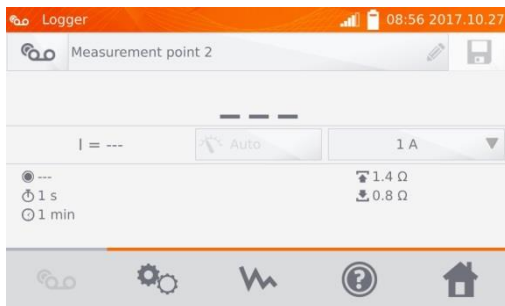 Logger 08:56 2017.10.27
Measurement point 2
---
I = --- Auto 1 A
--- 1.4 Ω
1 s 0.8 Ω
1 min
?